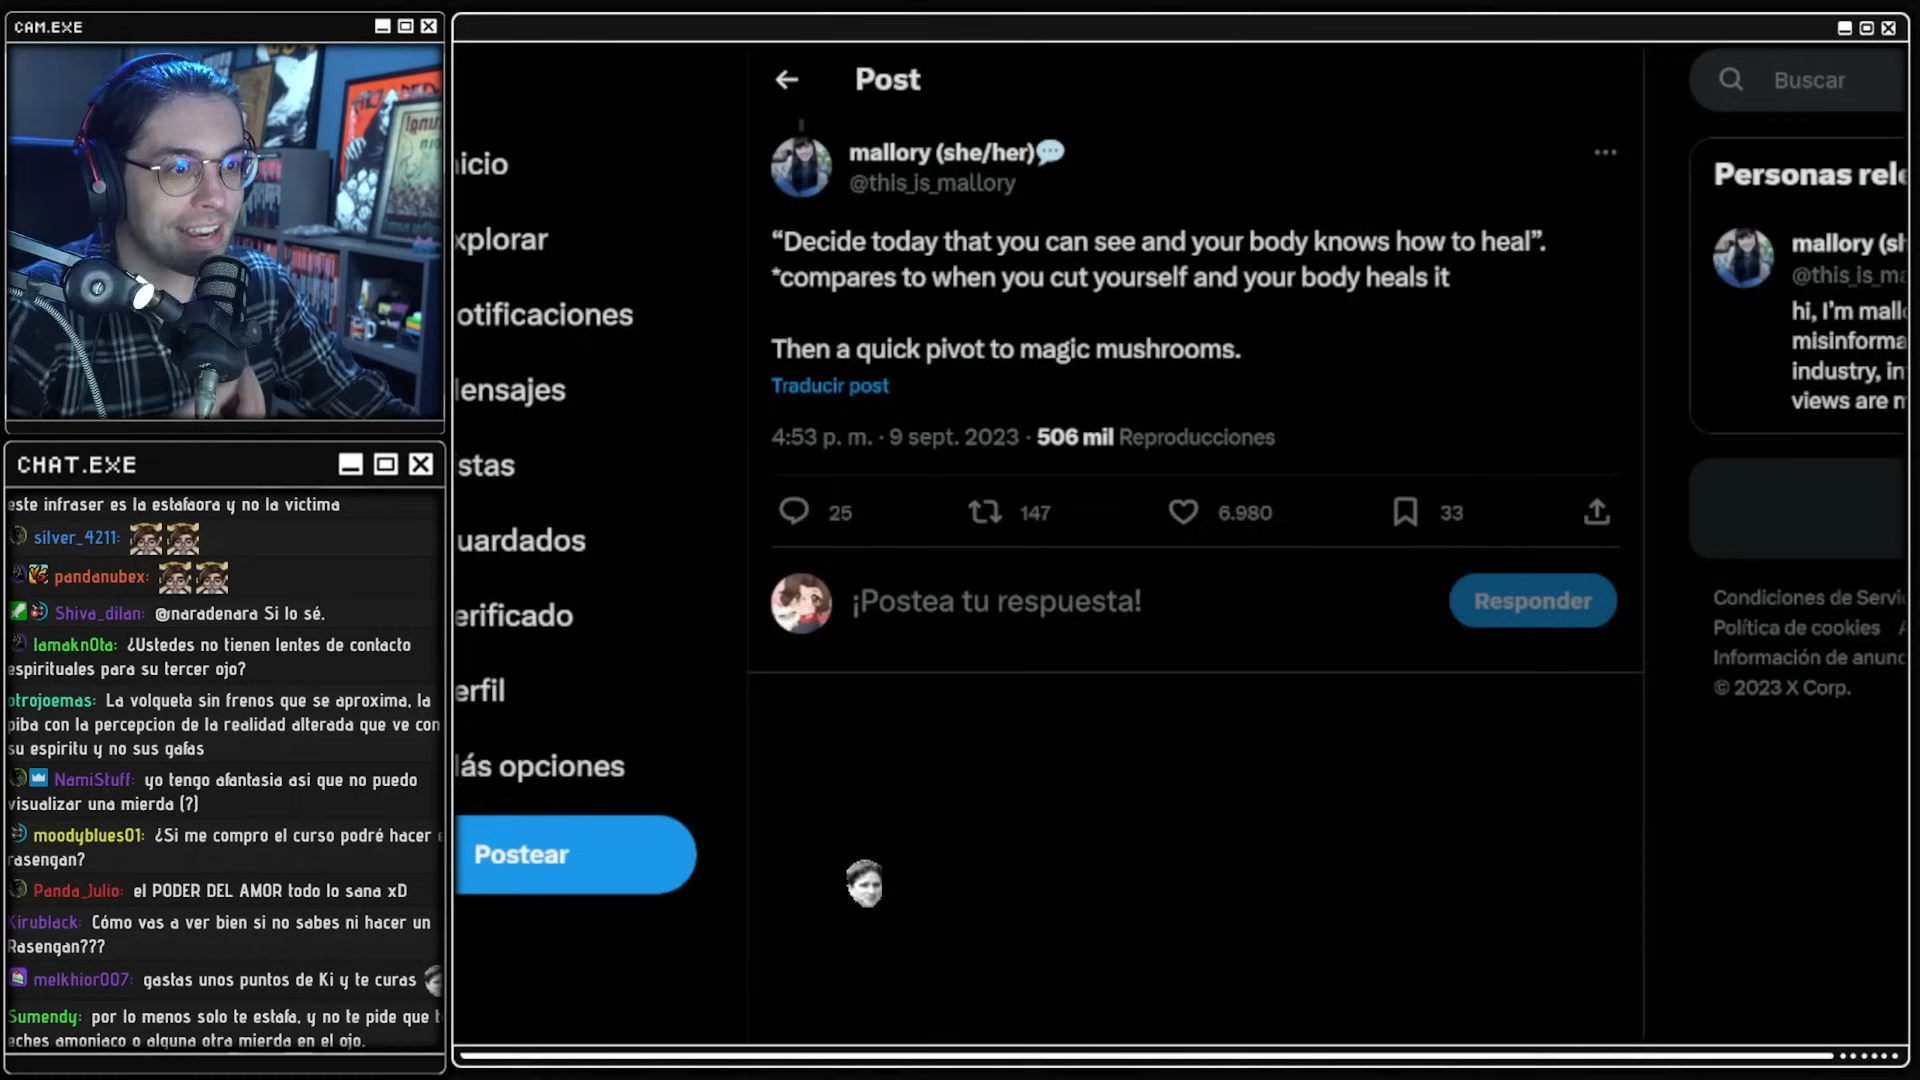 CAM.EXE
CHAT.EXE
este infraser es la estafaora y no la victima
silver_4211:
pandanubex:
Shiva_dilan: @naradenara Si lo sé.
Iamakn0ta: ¿Ustedes no tienen lentes de contacto
espirituales para su tercer ojo?
otrojoemas: La volqueta sin frenos que se aproxima, la
piba con la percepcion de la realidad alterada que ve con
su espiritu y no sus gafas
NamiStuff: yo tengo afantasia asi que no puedo
visualizar una mierda (?)
moodyblues01: ¿Si me compro el curso podré hacer e
rasengan?
Panda_Julio: el PODER DEL AMOR todo lo sana xD
Kirublack: Cómo vas a ver bien si no sabes ni hacer un
Rasengan???
melkhior007: gastas unos puntos de Ki y te curas
Sumendy: por lo menos solo te estafa, y no te pide que t
eches amoniaco o alguna otra mierda en el ojo.
nicio
xplorar
otificaciones
lensajes
stas
uardados
erificado
erfil
lás opciones
Postear
Post
mallory (she/her)
@this_is_mallory
“Decide today that you can see and your body knows how to heal”.
*compares to when you cut yourself and your body heals it
Then a quick pivot to magic mushrooms.
Traducir post
4:53 p. m. · 9 sept. 2023 · 506 mil Reproducciones
25 147 6.980 33
¡Postea tu respuesta!
Responder
Buscar
Personas rele
mallory (sh
@this_is_ma
hi, I’m mall
misinforma
industry, in
views are m
Condiciones de Servi
Política de cookies A
Información de anunc
© 2023 X Corp.